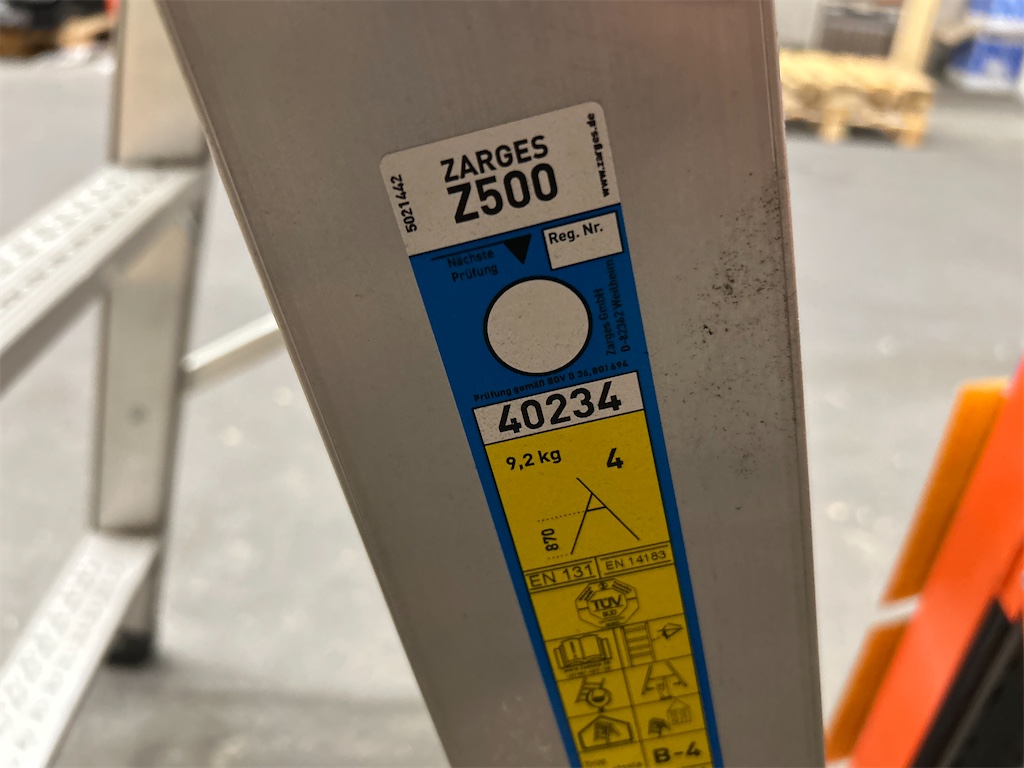 5021442
ZARGES
Z500
www.zarges.de
Nächste
Prüfung
Reg. Nr.
Zarges GmbH
D-82362 Weilheim
Prüfung gemäß BGV D 36, BGI 694
40234
9,2 kg
4
870
EN 131
EN 14183
TÜV
SÜD
B-4